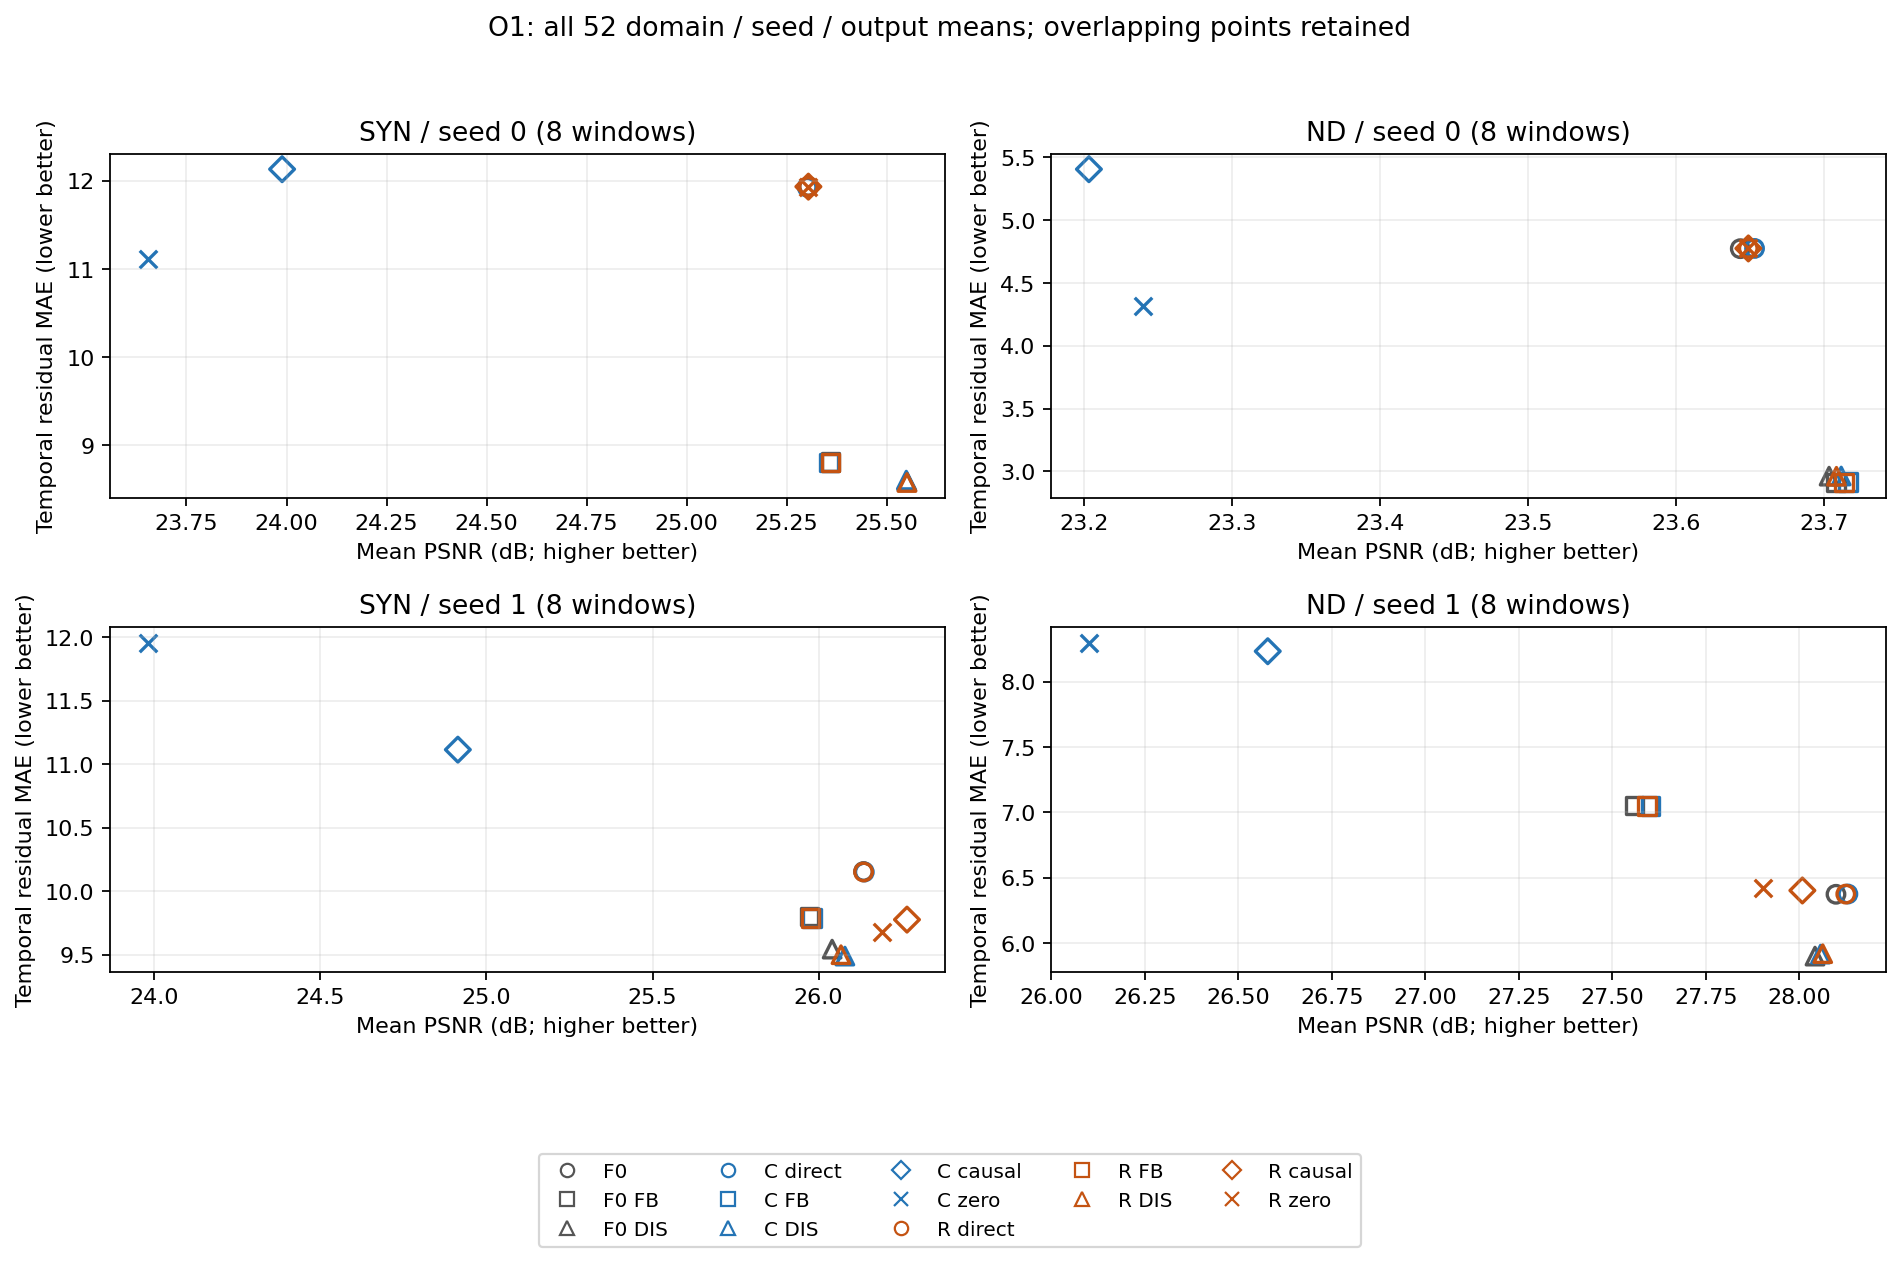 O1: all 52 domain / seed / output means; overlapping points retained
SYN / seed 0 (8 windows)
Temporal residual MAE (lower better)
12
11
10
9
23.75 24.00 24.25 24.50 24.75 25.00 25.25 25.50
Mean PSNR (dB; higher better)
ND / seed 0 (8 windows)
Temporal residual MAE (lower better)
5.5
5.0
4.5
4.0
3.5
3.0
23.2 23.3 23.4 23.5 23.6 23.7
Mean PSNR (dB; higher better)
SYN / seed 1 (8 windows)
Temporal residual MAE (lower better)
12.0
11.5
11.0
10.5
10.0
9.5
24.0 24.5 25.0 25.5 26.0
Mean PSNR (dB; higher better)
ND / seed 1 (8 windows)
Temporal residual MAE (lower better)
8.0
7.5
7.0
6.5
6.0
26.00 26.25 26.50 26.75 27.00 27.25 27.50 27.75 28.00
Mean PSNR (dB; higher better)
F0 C direct C causal R FB R causal
F0 FB C FB C zero R DIS R zero
F0 DIS C DIS R direct